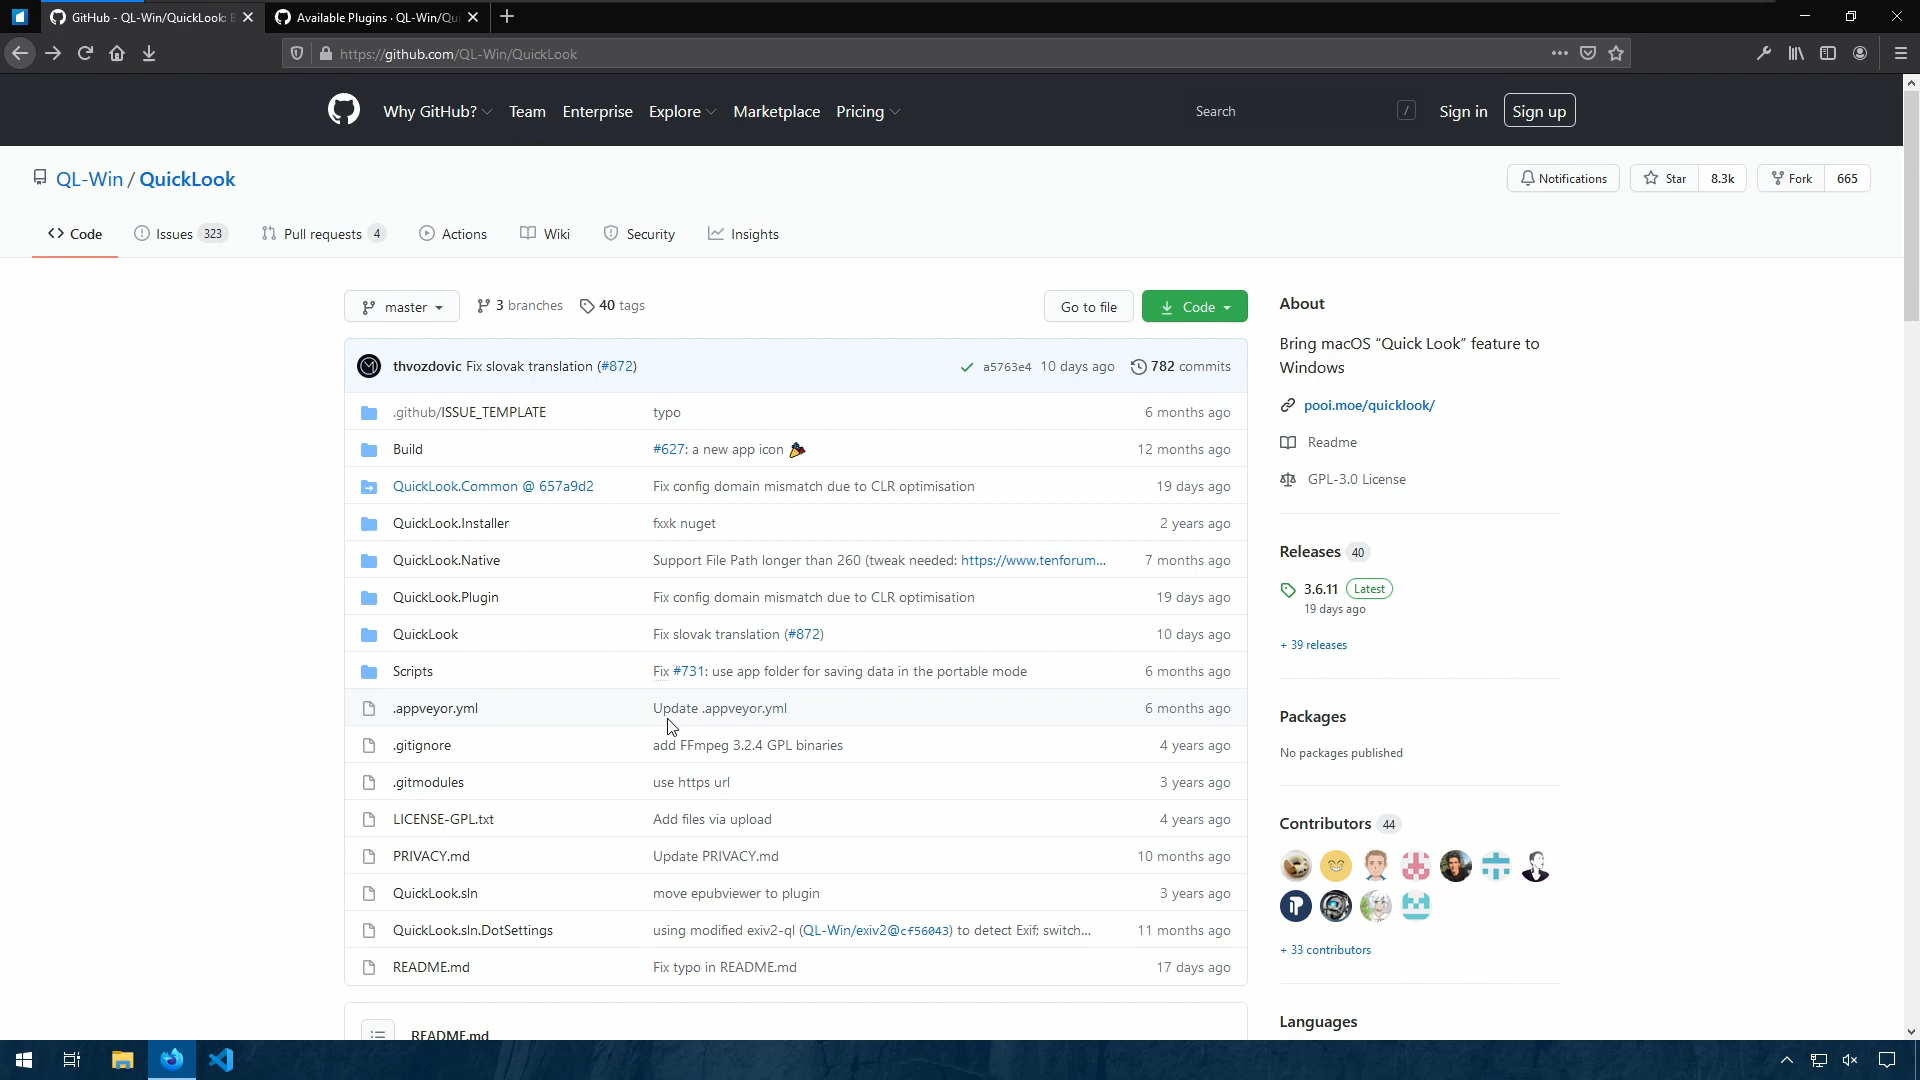 GitHub - QL-Win/QuickLook:
Available Plugins · QL-Win/Qu
https://github.com/QL-Win/QuickLook
Why GitHub? Team Enterprise Explore Marketplace Pricing Search / Sign in Sign up
QL-Win / QuickLook Notifications Star 8.3k Fork 665
Code Issues 323 Pull requests 4 Actions Wiki Security Insights
master 3 branches 40 tags Go to file Code
thvozdovic Fix slovak translation (#872) a5763e4 10 days ago 782 commits
.github/ISSUE_TEMPLATE typo 6 months ago
Build #627: a new app icon 12 months ago
QuickLook.Common @ 657a9d2 Fix config domain mismatch due to CLR optimisation 19 days ago
QuickLook.Installer fxxk nuget 2 years ago
QuickLook.Native Support File Path longer than 260 (tweak needed: https://www.tenforum... 7 months ago
QuickLook.Plugin Fix config domain mismatch due to CLR optimisation 19 days ago
QuickLook Fix slovak translation (#872) 10 days ago
Scripts Fix #731: use app folder for saving data in the portable mode 6 months ago
.appveyor.yml Update .appveyor.yml 6 months ago
.gitignore add FFmpeg 3.2.4 GPL binaries 4 years ago
.gitmodules use https url 3 years ago
LICENSE-GPL.txt Add files via upload 4 years ago
PRIVACY.md Update PRIVACY.md 10 months ago
QuickLook.sln move epubviewer to plugin 3 years ago
QuickLook.sln.DotSettings using modified exiv2-ql (QL-Win/exiv2@cf56043) to detect Exif; switch... 11 months ago
README.md Fix typo in README.md 17 days ago
README.md
About
Bring macOS “Quick Look” feature to
Windows
pooi.moe/quicklook/
Readme
GPL-3.0 License
Releases 40
3.6.11 Latest
19 days ago
+ 39 releases
Packages
No packages published
Contributors 44
+ 33 contributors
Languages